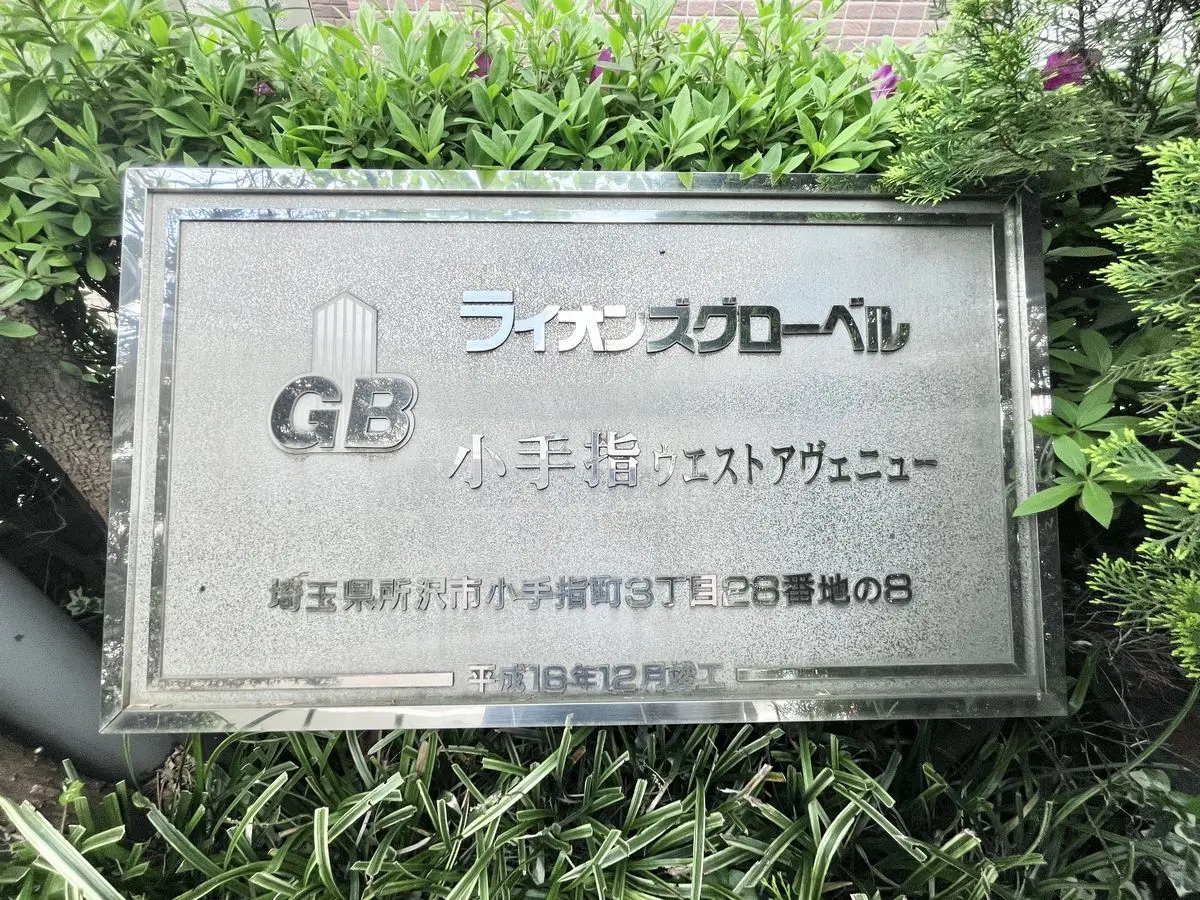 GB
ライオンズグローベル
小手指ウエストアヴェニュー
埼玉県所沢市小手指町3丁目28番地の8
平成16年12月竣工